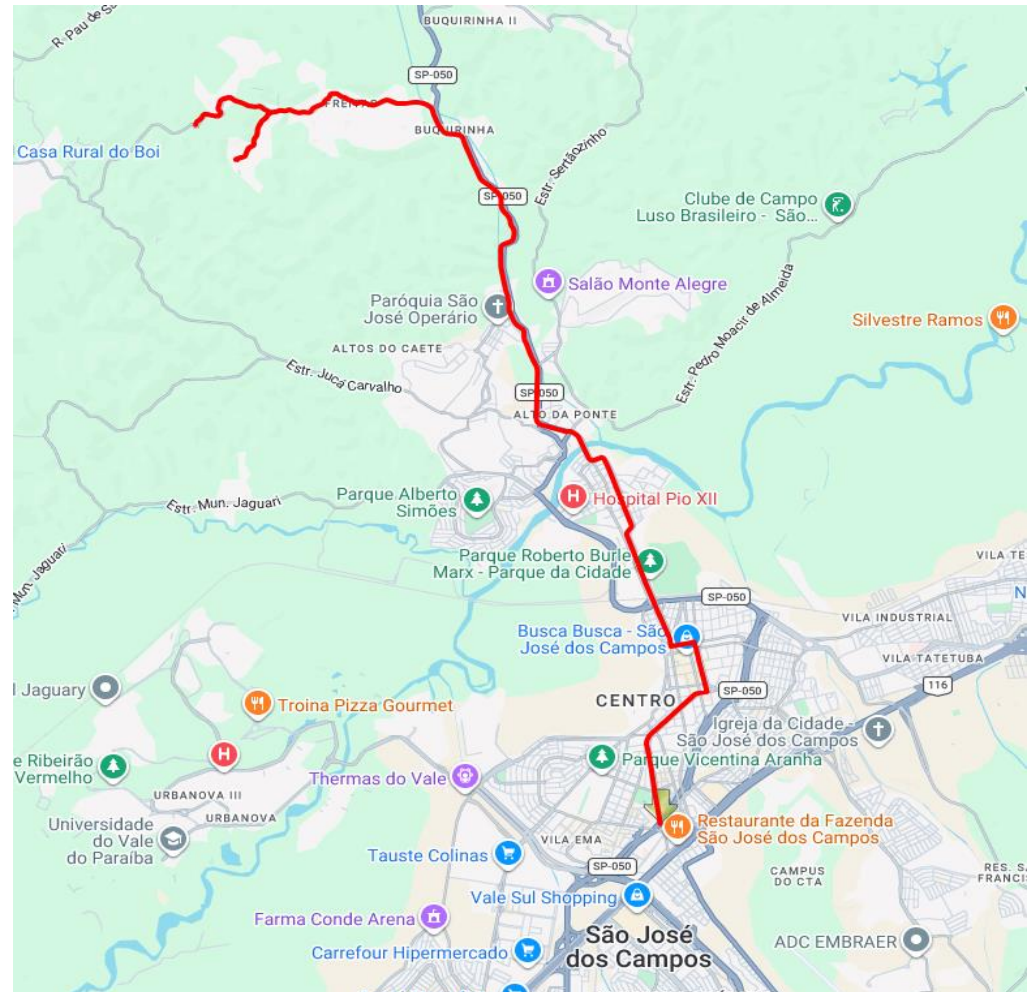 BUQUIRINHA II
R. Pau de S
SP-050
FREITAS
BUQUIRINHA
Casa Rural do Boi
Estr. Sertãozinho
SP-050
Clube de Campo
Luso Brasileiro - São...
Salão Monte Alegre
Paróquia São
José Operário
Silvestre Ramos
Estr. Pedro Moacir de Almeida
ALTOS DO CAETE
Estr. Juca Carvalho
SP-050
ALTO DA PONTE
Parque Alberto
Simões
Hospital Pio XII
Estr. Mun. Jaguari
Mun. Jaguari
Parque Roberto Burle
Marx - Parque da Cidade
VILA TE
SP-050
N
VILA INDUSTRIAL
Busca Busca - São
José dos Campos
VILA TATETUBA
116
l Jaguary
SP-050
CENTRO
Troina Pizza Gourmet
Igreja da Cidade -
São José dos Campos
e Ribeirão
Vermelho
H
Parque Vicentina Aranha
Thermas do Vale
URBANOVA III
URBANOVA
Universidade
do Vale
do Paraíba
Restaurante da Fazenda
São José dos Campos
VILA EMA
Tauste Colinas
SP-050
CAMPUS
DO CTA
RES. S
FRANCIS
Vale Sul Shopping
Farma Conde Arena
São José
dos Campos
ADC EMBRAER
Carrefour Hipermercado